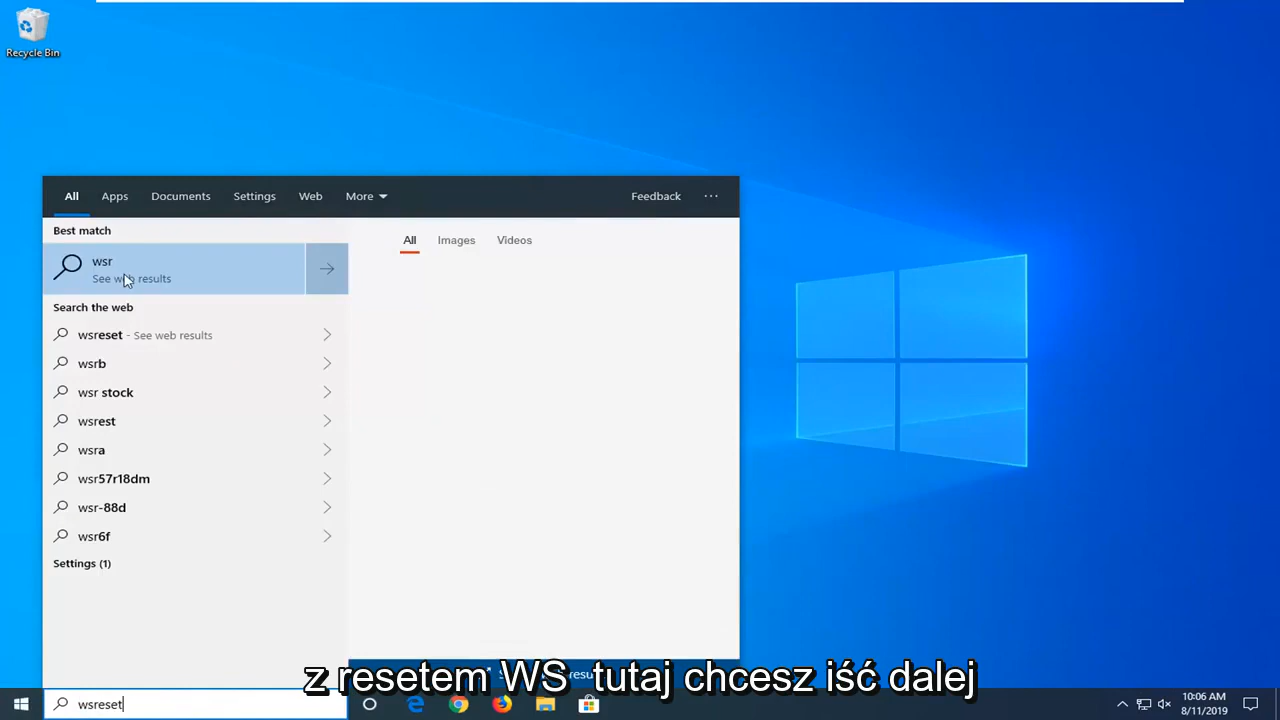 Recycle Bin
All Apps Documents Settings Web More Feedback ...
Best match
wsr
See web results
All Images Videos
Search the web
wsreset - See web results
wsrb
wsr stock
wsrest
wsra
wsr57r18dm
wsr-88d
wsr6f
Settings (1)
z resetem WS tutaj chcesz iść dalej
wsreset
10:06 AM
8/11/2019